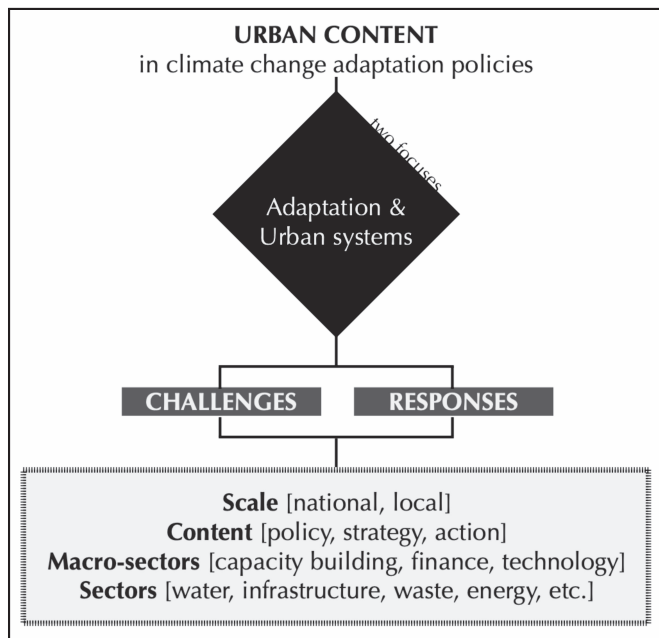 URBAN CONTENT
in climate change adaptation policies
two focuses
Adaptation &
Urban systems
CHALLENGES
RESPONSES
Scale [national, local]
Content [policy, strategy, action]
Macro-sectors [capacity building, finance, technology]
Sectors [water, infrastructure, waste, energy, etc.]